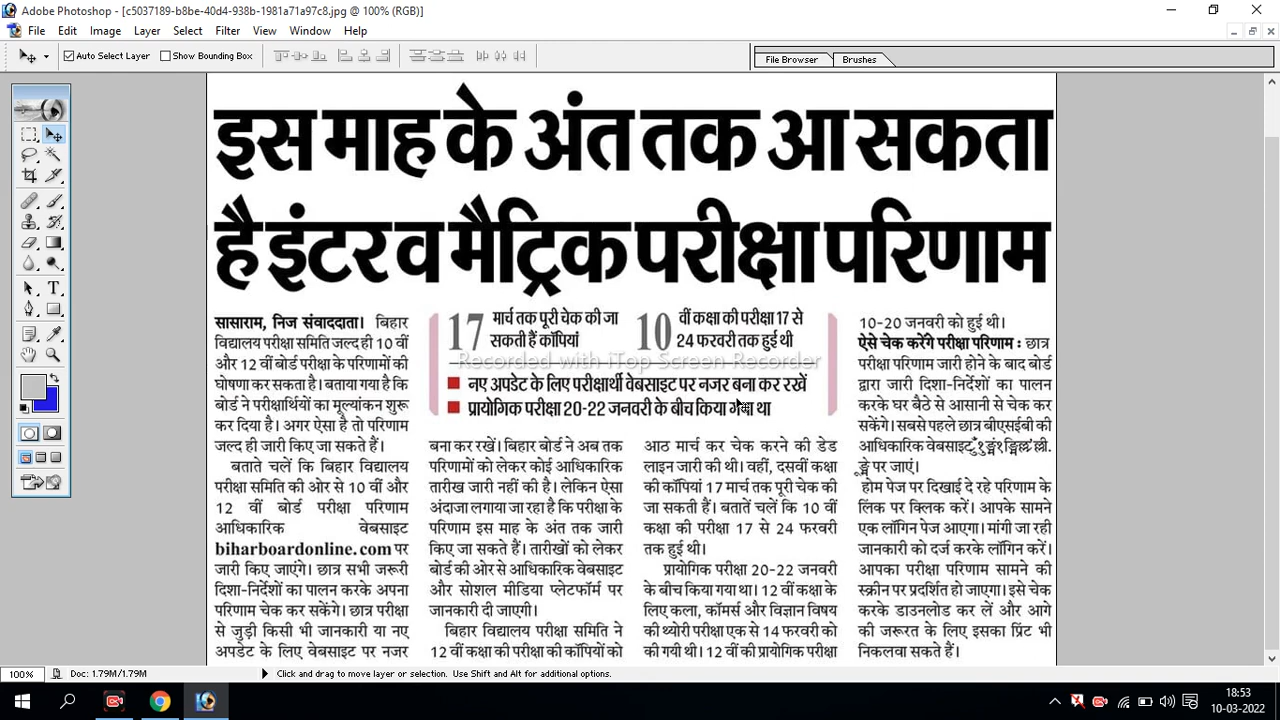 Adobe Photoshop - [c5037189-b8be-40d4-938b-1981a71a97c8.jpg @ 100% (RGB)]
File Edit Image Layer Select Filter View Window Help
Auto Select Layer Show Bounding Box File Browser Brushes
इस माह के अंत तक आ सकता
है इंटर व मैट्रिक परीक्षा परिणाम
सासाराम, निज संवाददाता। बिहार
विद्यालय परीक्षा समिति जल्द ही 10 वीं
और 12 वीं बोर्ड परीक्षा के परिणामों की
घोषणा कर सकता है। बताया गया है कि
बोर्ड ने परीक्षार्थियों का मूल्यांकन शुरू
कर दिया है। अगर ऐसा है तो परिणाम
जल्द ही जारी किए जा सकते हैं।
बताते चलें कि बिहार विद्यालय
परीक्षा समिति की ओर से 10 वीं और
12 वीं बोर्ड परीक्षा परिणाम
आधिकारिक वेबसाइट
biharboardonline.com पर
जारी किए जाएंगे। छात्र सभी जरूरी
दिशा-निर्देशों का पालन करके अपना
परिणाम चेक कर सकेंगे। छात्र परीक्षा
से जुड़ी किसी भी जानकारी या नए
अपडेट के लिए वेबसाइट पर नजर
17 मार्च तक पूरी चेक की जा
सकती हैं कॉपियां
10 वीं कक्षा की परीक्षा 17 से
24 फरवरी तक हुई थी
Recorded with iTop Screen Recorder
नए अपडेट के लिए परीक्षार्थी वेबसाइट पर नजर बना कर रखें
प्रायोगिक परीक्षा 20-22 जनवरी के बीच किया गया था
बना कर रखें। बिहार बोर्ड ने अब तक
परिणामों को लेकर कोई आधिकारिक
तारीख जारी नहीं की है। लेकिन ऐसा
अंदाजा लगाया जा रहा है कि परीक्षा के
परिणाम इस माह के अंत तक जारी
किए जा सकते हैं। तारीखों को लेकर
बोर्ड की ओर से आधिकारिक वेबसाइट
और सोशल मीडिया प्लेटफॉर्म पर
जानकारी दी जाएगी।
बिहार विद्यालय परीक्षा समिति ने
12 वीं कक्षा की परीक्षा की कॉपियों को
आठ मार्च कर चेक करने की डेड
लाइन जारी की थी। वहीं, दसवीं कक्षा
की कॉपियां 17 मार्च तक पूरी चेक की
जा सकती हैं। बतातें चलें कि 10 वीं
कक्षा की परीक्षा 17 से 24 फरवरी
तक हुई थी।
प्रायोगिक परीक्षा 20-22 जनवरी
के बीच किया गया था। 12 वीं कक्षा के
लिए कला, कॉमर्स और विज्ञान विषय
की थ्योरी परीक्षा एक से 14 फरवरी को
की गयी थी। 12 वीं की प्रायोगिक परीक्षा
10-20 जनवरी को हुई थी।
ऐसे चेक करेंगे परीक्षा परिणाम : छात्र
परीक्षा परिणाम जारी होने के बाद बोर्ड
द्वारा जारी दिशा-निर्देशों का पालन
करके घर बैठे से आसानी से चेक कर
सकेंगे। सबसे पहले छात्र बीएसईबी की
आधिकारिक
पर जाएं।
होम पेज पर दिखाई दे रहे परिणाम के
लिंक पर क्लिक करें। आपके सामने
एक लॉगिन पेज आएगा। मांगी जा रही
जानकारी को दर्ज करके लॉगिन करें।
आपका परीक्षा परिणाम सामने की
स्क्रीन पर प्रदर्शित हो जाएगा। इसे चेक
करके डाउनलोड कर लें और आगे
की जरूरत के लिए इसका प्रिंट भी
निकलवा सकते हैं।
100% Doc: 1.79M/1.79M Click and drag to move layer or selection. Use Shift and Alt for additional options.
18:53
10-03-2022